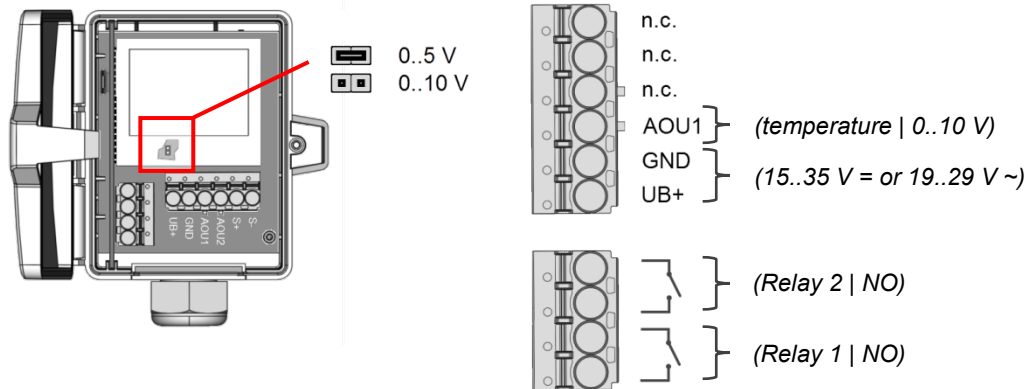 0..5 V
0..10 V
UB+
GND
AOU1
AOU2
S+
S-
n.c.
n.c.
n.c.
AOU1
(temperature | 0..10 V)
GND
UB+
(15..35 V = or 19..29 V ~)
(Relay 2 | NO)
(Relay 1 | NO)